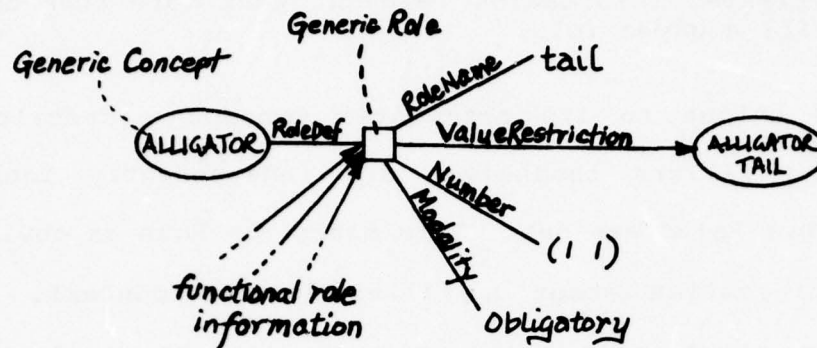 Generic Role
Generic Concept
RoleName
tail
ALLIGATOR
RoleDef
ValueRestriction
ALLIGATOR
TAIL
Number
Modality
(1 1)
functional role
information
Obligatory